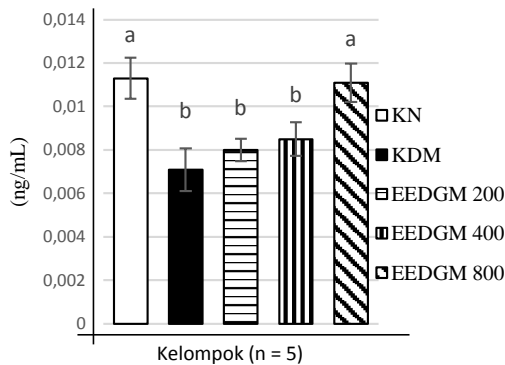 0,014
0,012
0,01
0,008
0,006
0,004
0,002
0
(ng/mL)
a
b
b
b
a
KN
KDM
EEDGM 200
EEDGM 400
EEDGM 800
Kelompok (n = 5)